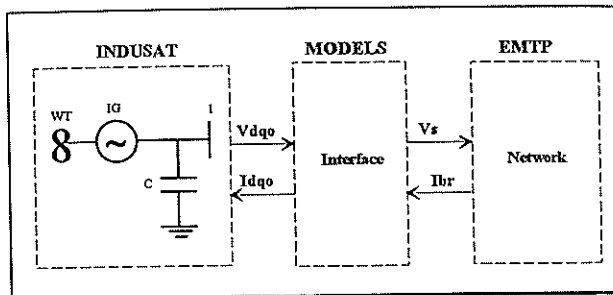 INDUSAT
MODELS
EMTP
WT
IG
1
Vdqo
Vs
C
Interface
Network
Idqo
Ibr